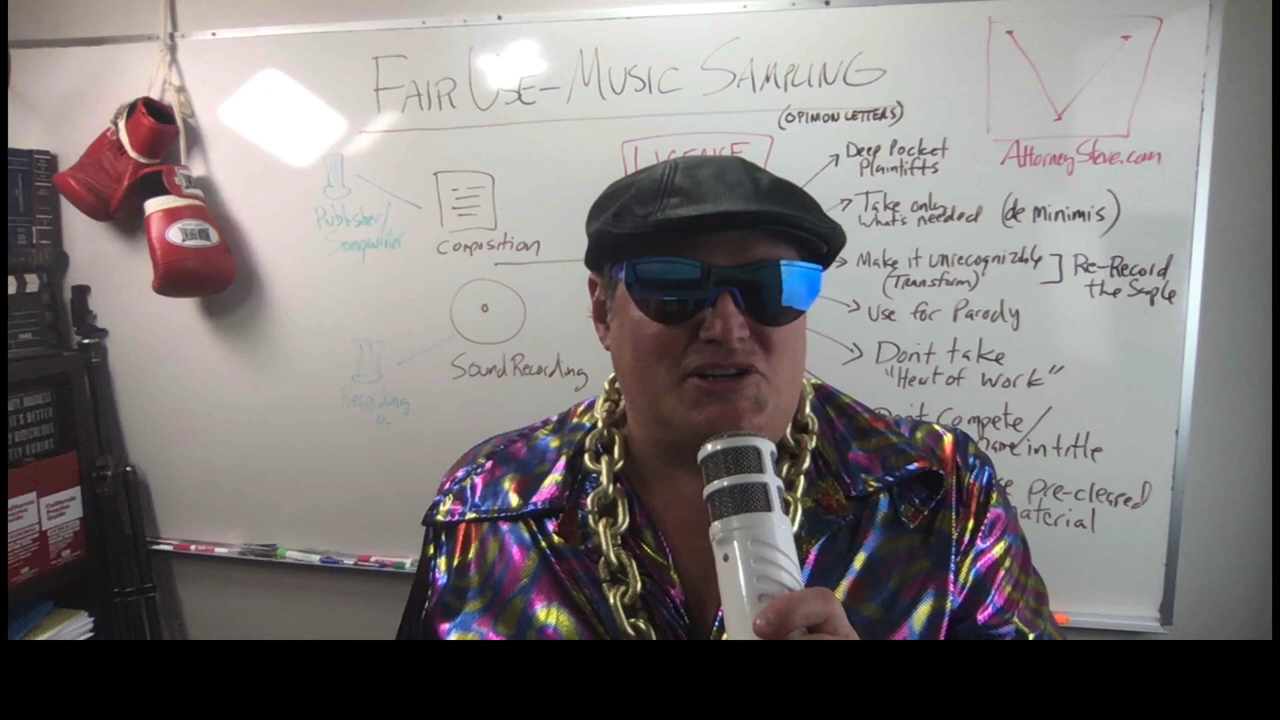 FAIR USE - MUSIC SAMPLING
(OPINION LETTERS)
LICENSE
AttorneySteve.com
Publisher/
Songwriter
Composition
Sound Recording
Deep Pocket
Plaintiffs
Take only
what's needed (de minimis)
Make it unrecognizable
(Transform)
Re-Record
the Sample
Use for Parody
Don't take
"Heart of Work"
Don't Compete/
Name in title
pre-cleared
material